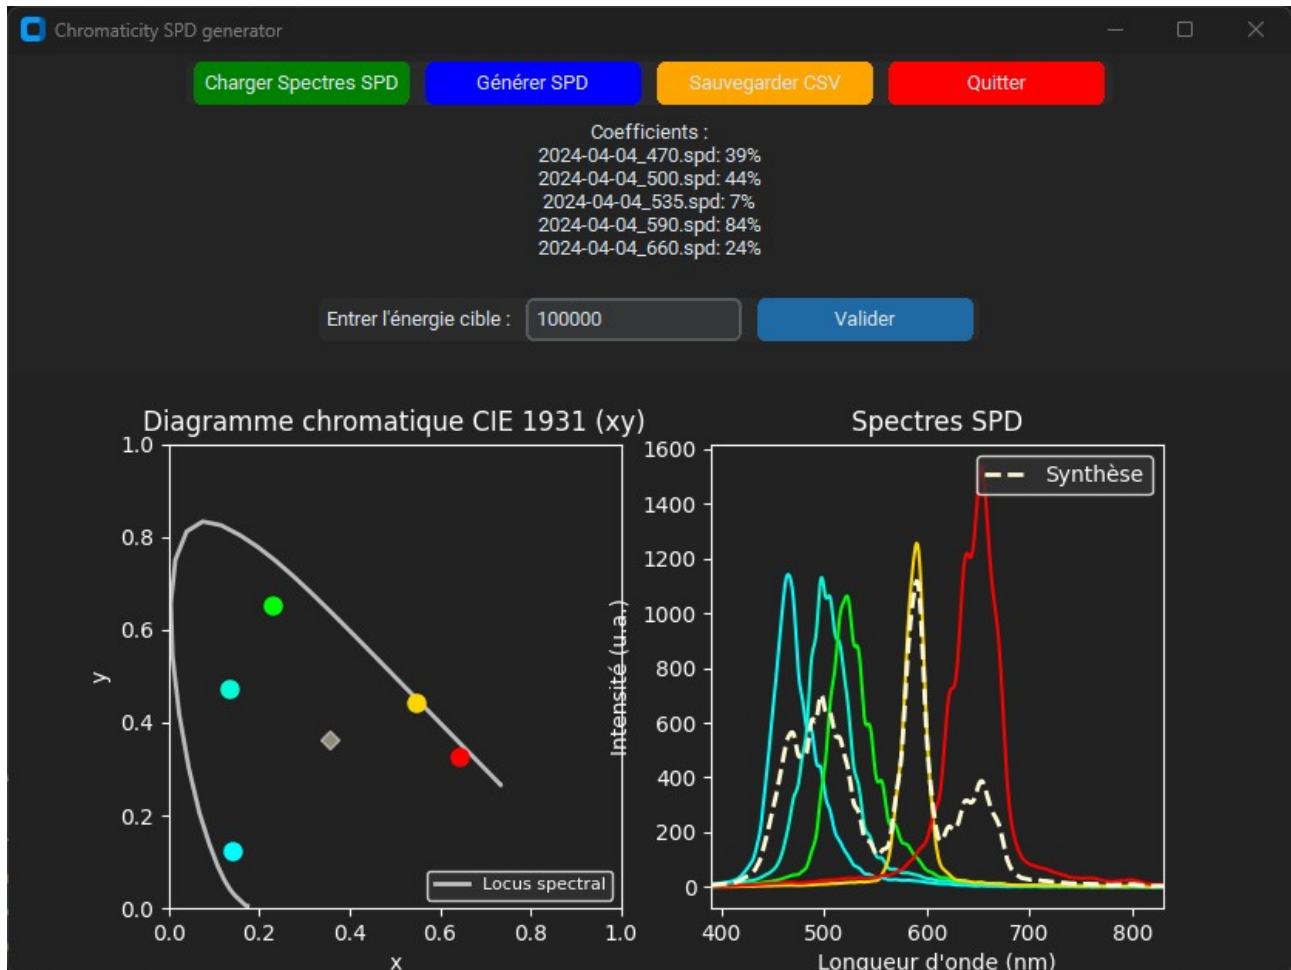 Chromaticity SPD generator
Charger Spectres SPD Générer SPD Sauvegarder CSV Quitter
Coefficients :
2024-04-04_470.spd: 39%
2024-04-04_500.spd: 44%
2024-04-04_535.spd: 7%
2024-04-04_590.spd: 84%
2024-04-04_660.spd: 24%
Entrer l'énergie cible : 100000 Valider
Diagramme chromatique CIE 1931 (xy)
1.0
0.8
0.6
0.4
0.2
0.0
y
Locus spectral
0.0 0.2 0.4 0.6 0.8 1.0
x
Spectres SPD
1600
1400
1200
1000
800
600
400
200
0
Intensité (u.a.)
Synthèse
400 500 600 700 800
Longueur d'onde (nm)